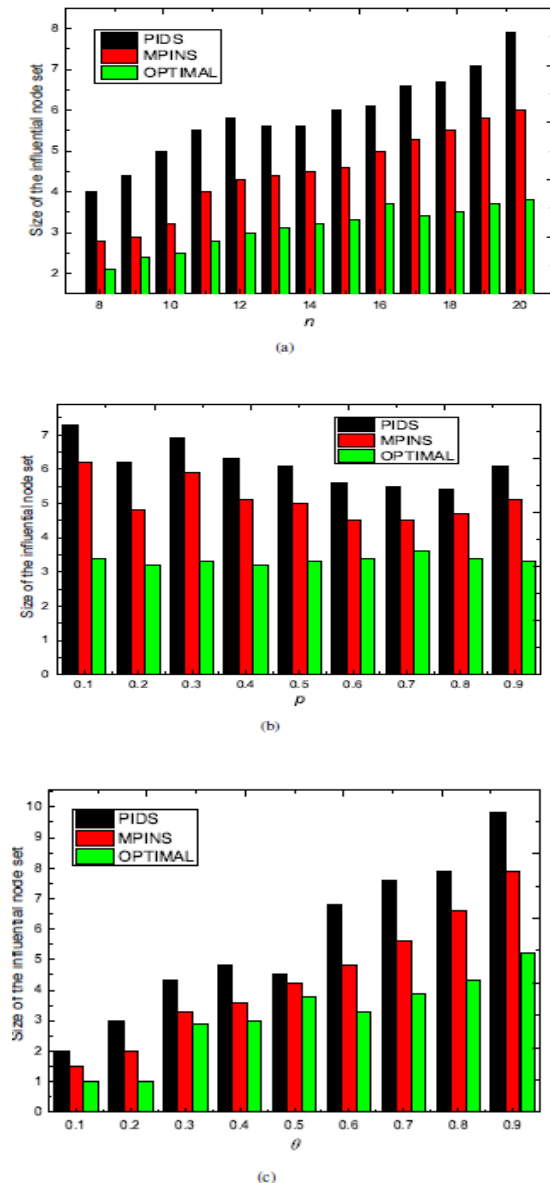 Size of the influential node set
8
7
6
5
4
3
2
PIDS
MPINS
OPTIMAL
8 10 12 14 16 18 20
n
(a)
Size of the influential node set
7
6
5
4
3
2
1
0
PIDS
MPINS
OPTIMAL
0.1 0.2 0.3 0.4 0.5 0.6 0.7 0.8 0.9
p
(b)
Size of the influential node set
10
9
8
7
6
5
4
3
2
1
0
PIDS
MPINS
OPTIMAL
0.1 0.2 0.3 0.4 0.5 0.6 0.7 0.8 0.9
θ
(c)